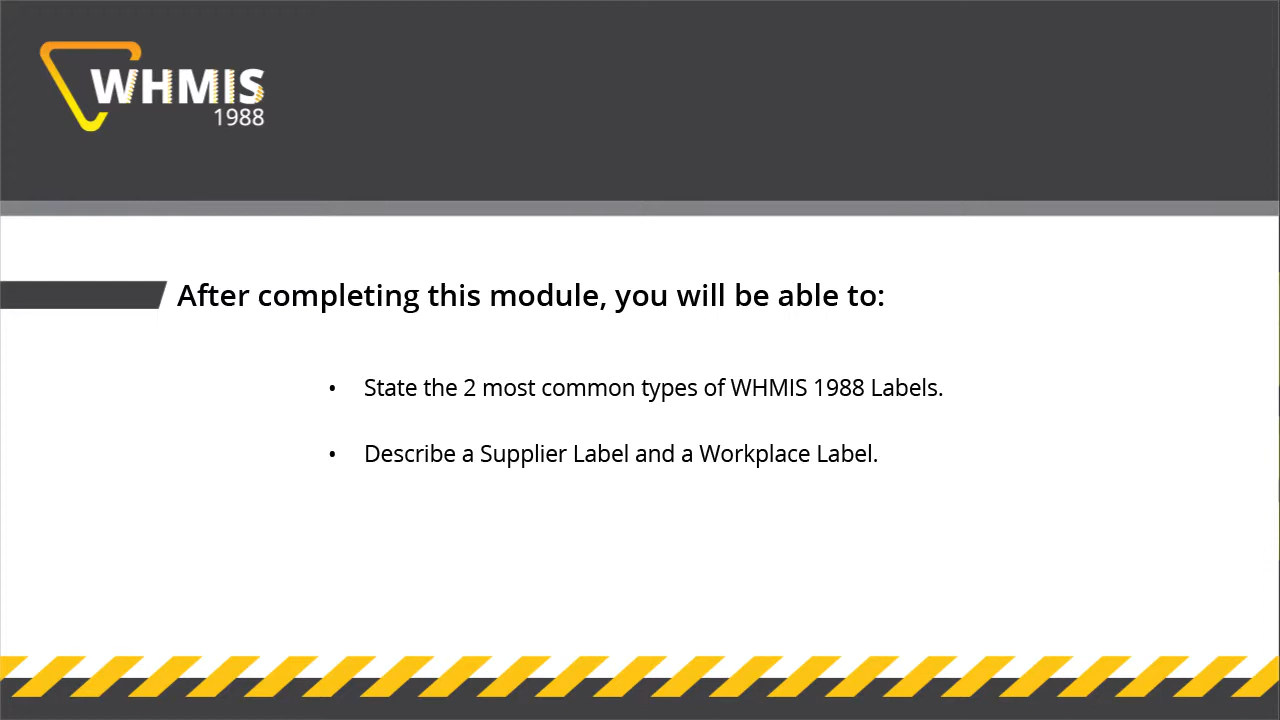 WHMIS
1988
After completing this module, you will be able to:
• State the 2 most common types of WHMIS 1988 Labels.
• Describe a Supplier Label and a Workplace Label.